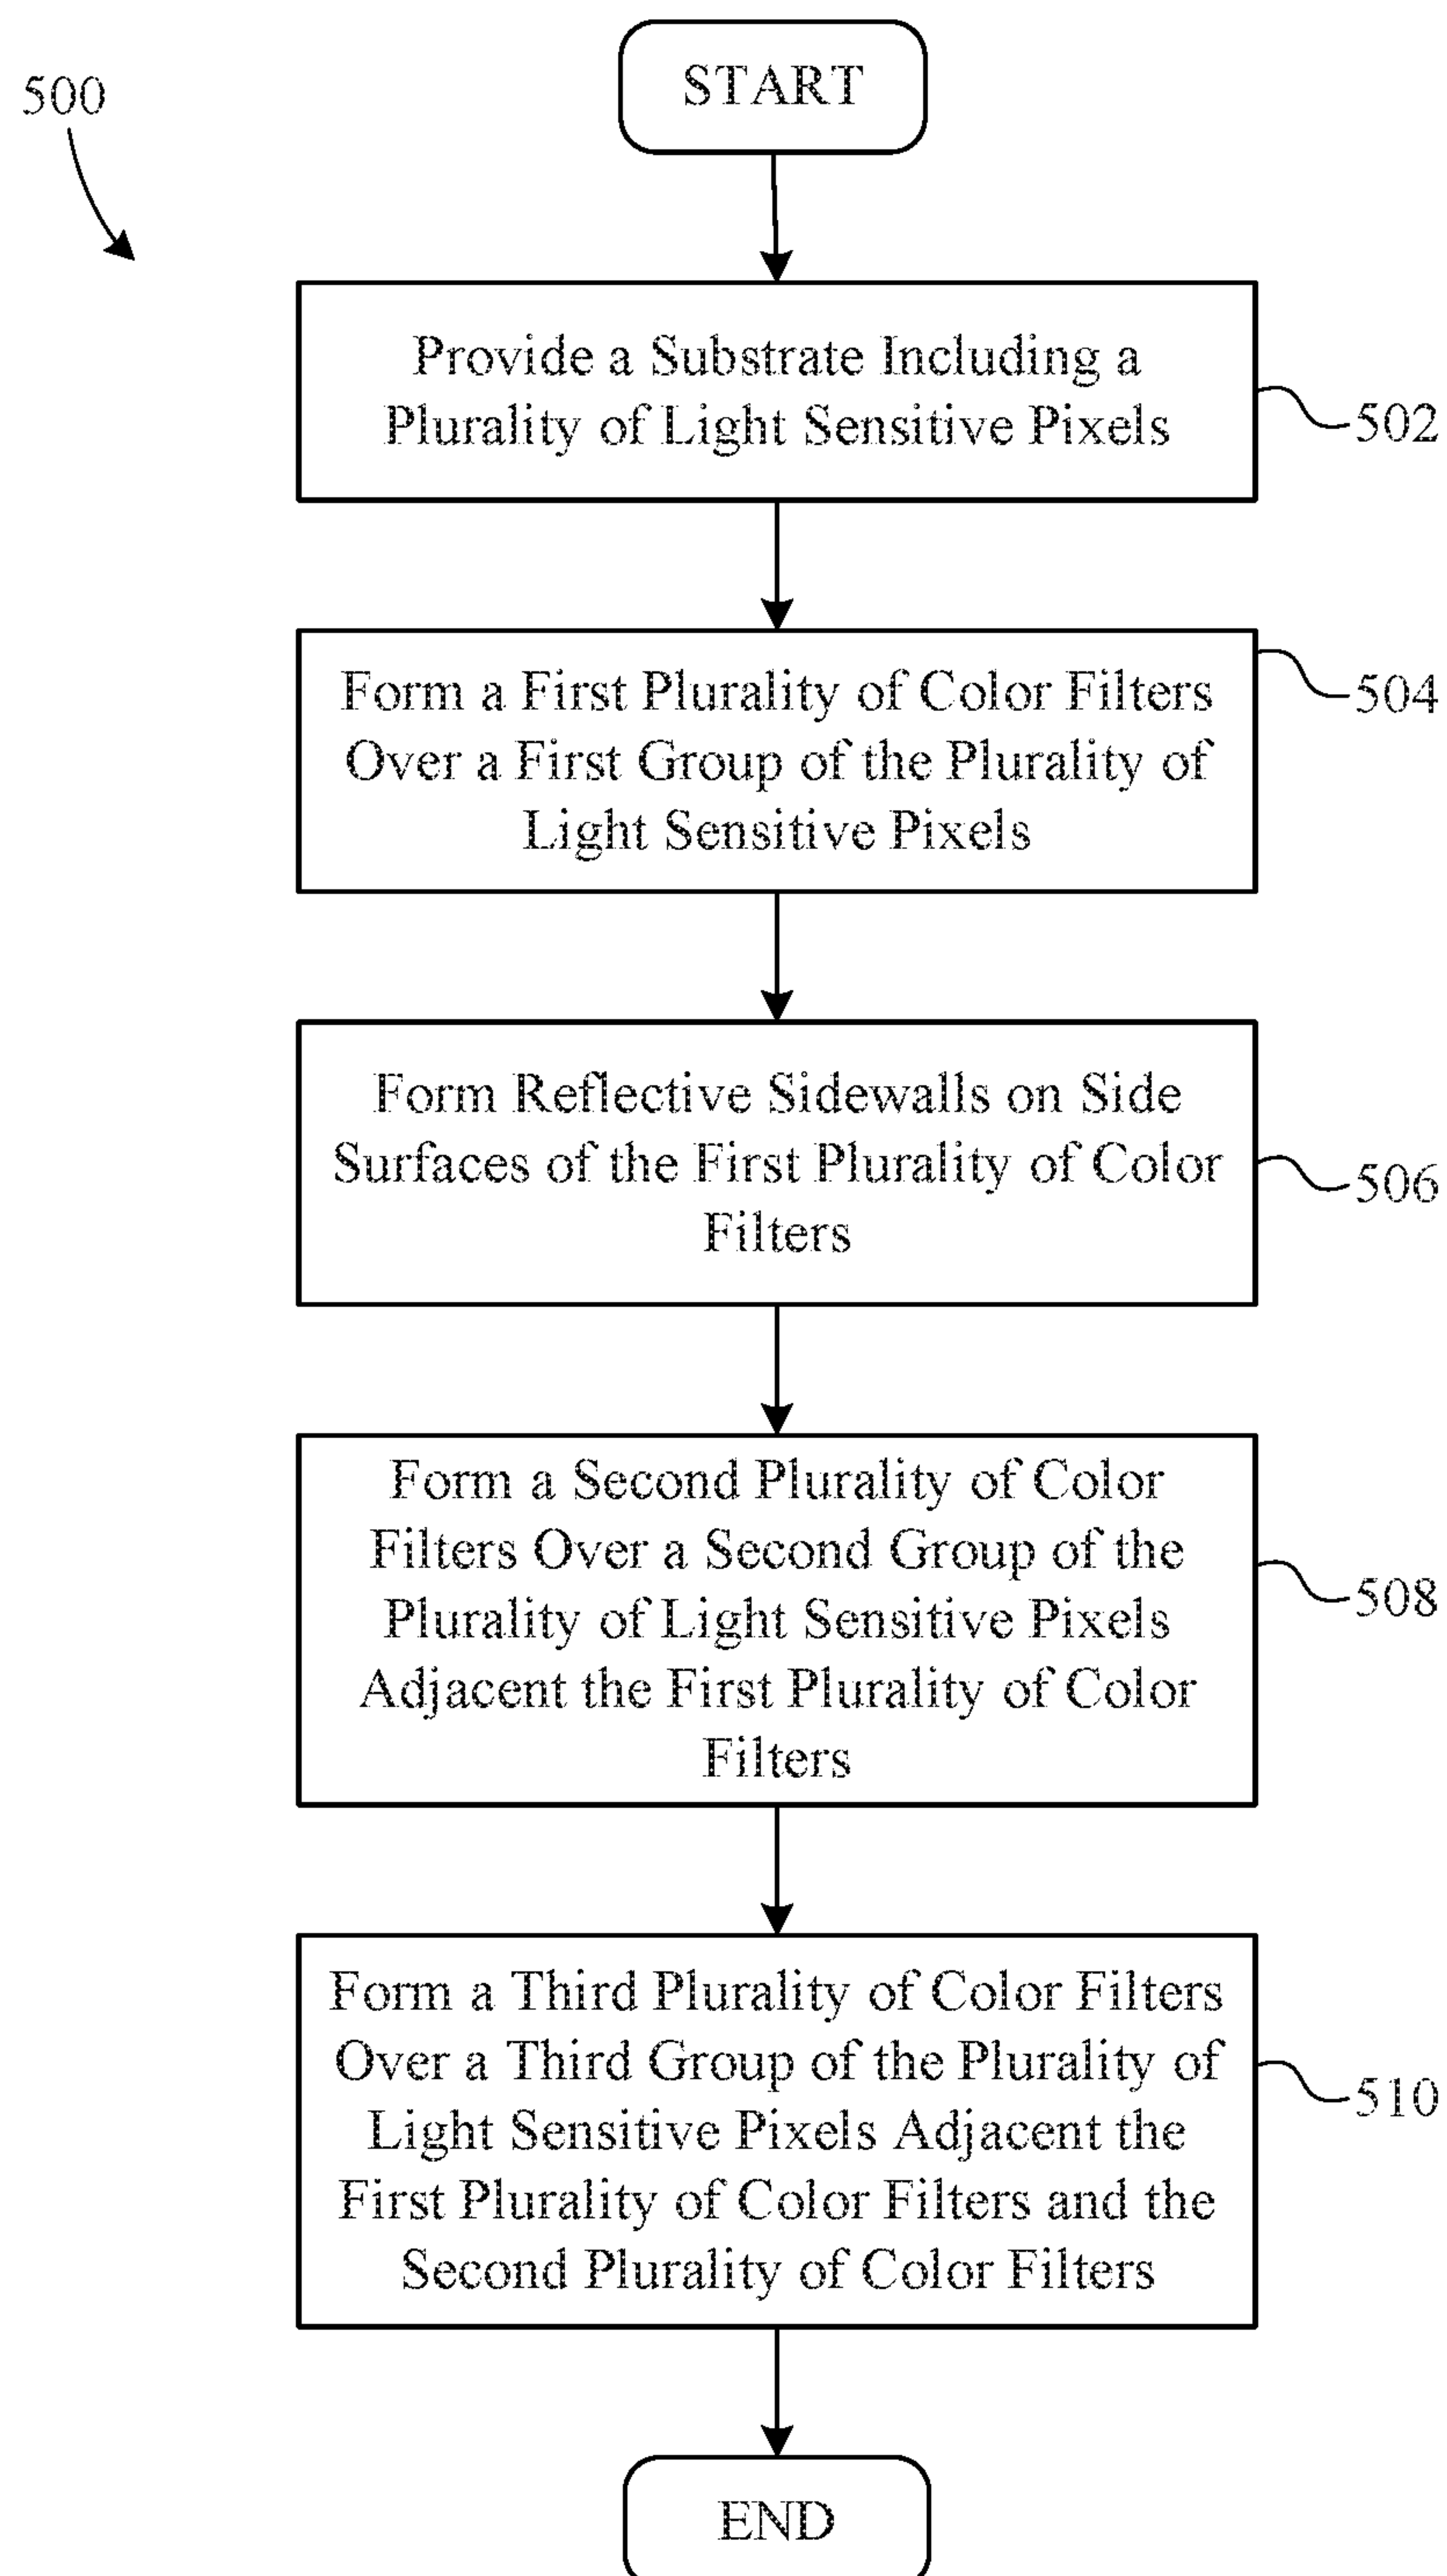 START
500
Provide a Substrate Including a
Plurality of Light Sensitive Pixels
502
Form a First Plurality of Color Filters
Over a First Group of the Plurality of
Light Sensitive Pixels
504
Form Reflective Sidewalls on Side
Surfaces of the First Plurality of Color
Filters
506
Form a Second Plurality of Color
Filters Over a Second Group of the
Plurality of Light Sensitive Pixels
Adjacent the First Plurality of Color
Filters
508
Form a Third Plurality of Color Filters
Over a Third Group of the Plurality of
Light Sensitive Pixels Adjacent the
First Plurality of Color Filters and the
Second Plurality of Color Filters
510
END